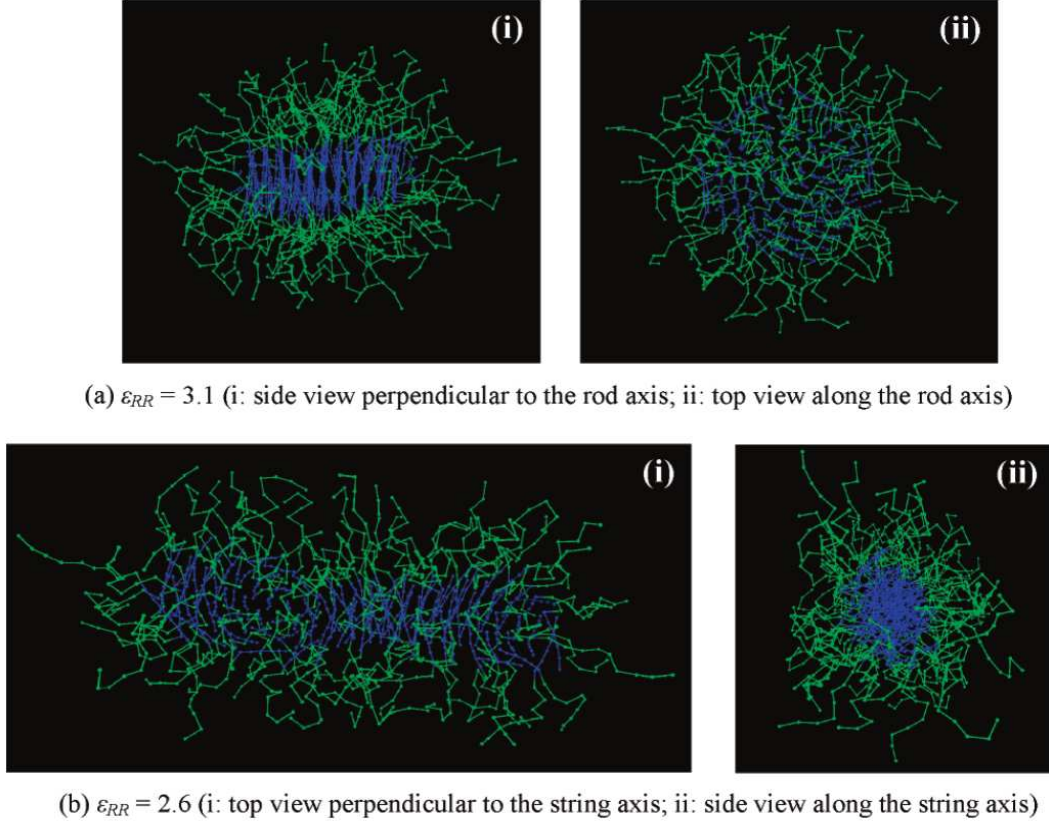 (i)
(ii)
(a) εRR = 3.1 (i: side view perpendicular to the rod axis; ii: top view along the rod axis)
(i)
(ii)
(b) εRR = 2.6 (i: top view perpendicular to the string axis; ii: side view along the string axis)